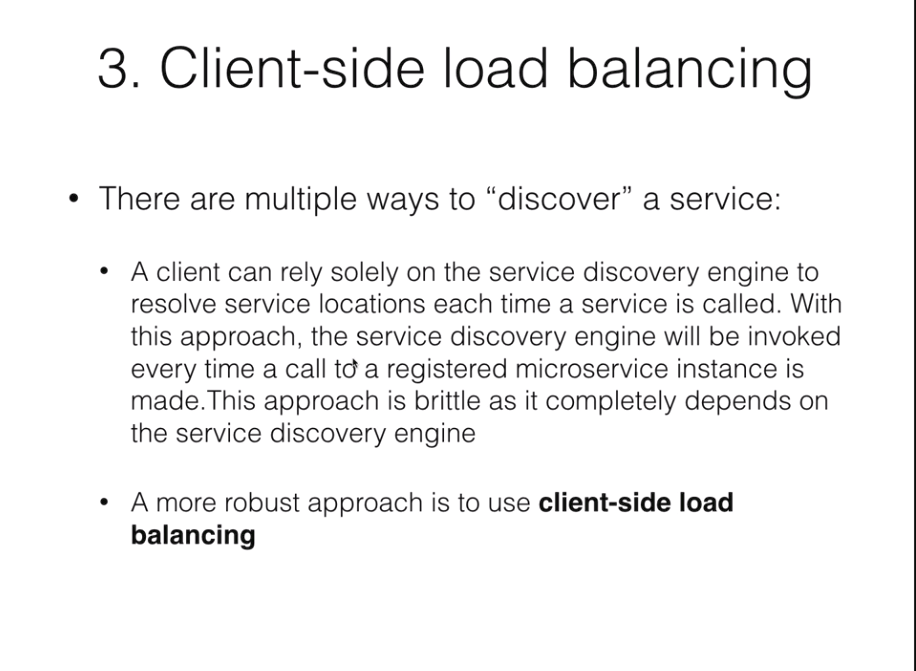 3. Client-side load balancing
• There are multiple ways to “discover” a service:
• A client can rely solely on the service discovery engine to
resolve service locations each time a service is called. With
this approach, the service discovery engine will be invoked
every time a call to a registered microservice instance is
made.This approach is brittle as it completely depends on
the service discovery engine
• A more robust approach is to use client-side load
balancing